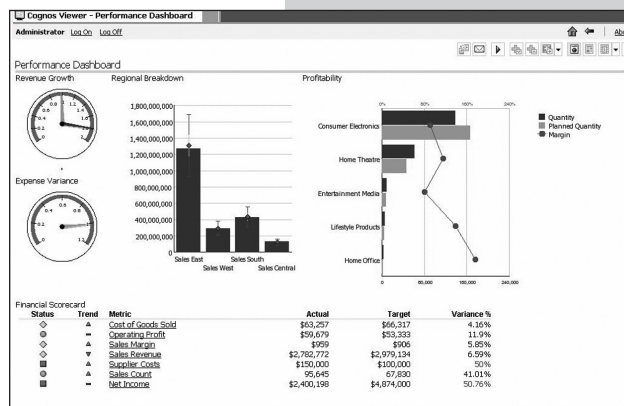 Cognos Viewer - Performance Dashboard
Administrator Log On Log Off
Performance Dashboard
Revenue Growth Regional Breakdown Profitability
1,800,000,000
1,600,000,000
1,400,000,000
1,200,000,000
1,000,000,000
800,000,000
600,000,000
400,000,000
200,000,000
Sales East Sales South
Sales West Sales Central
Expense Variance
0 80% 160% 240%
Consumer Electronics
Home Theatre
Entertainment Media
Lifestyle Products
Home Office
0 80,000 160,000 240,000
Quantity
Planned Quantity
Margin
Financial Scorecard
Status Trend Metric Actual Target Variance %
Cost of Goods Sold $63,257 $66,317 4.16%
Operating Profit $59,679 $53,333 11.9%
Sales Margin $959 $906 5.85%
Sales Revenue $2,782,772 $2,979,134 6.59%
Supplier Costs $150,000 $100,000 50%
Sales Count 95,645 67,830 41.01%
Net Income $2,400,198 $4,874,000 50.76%